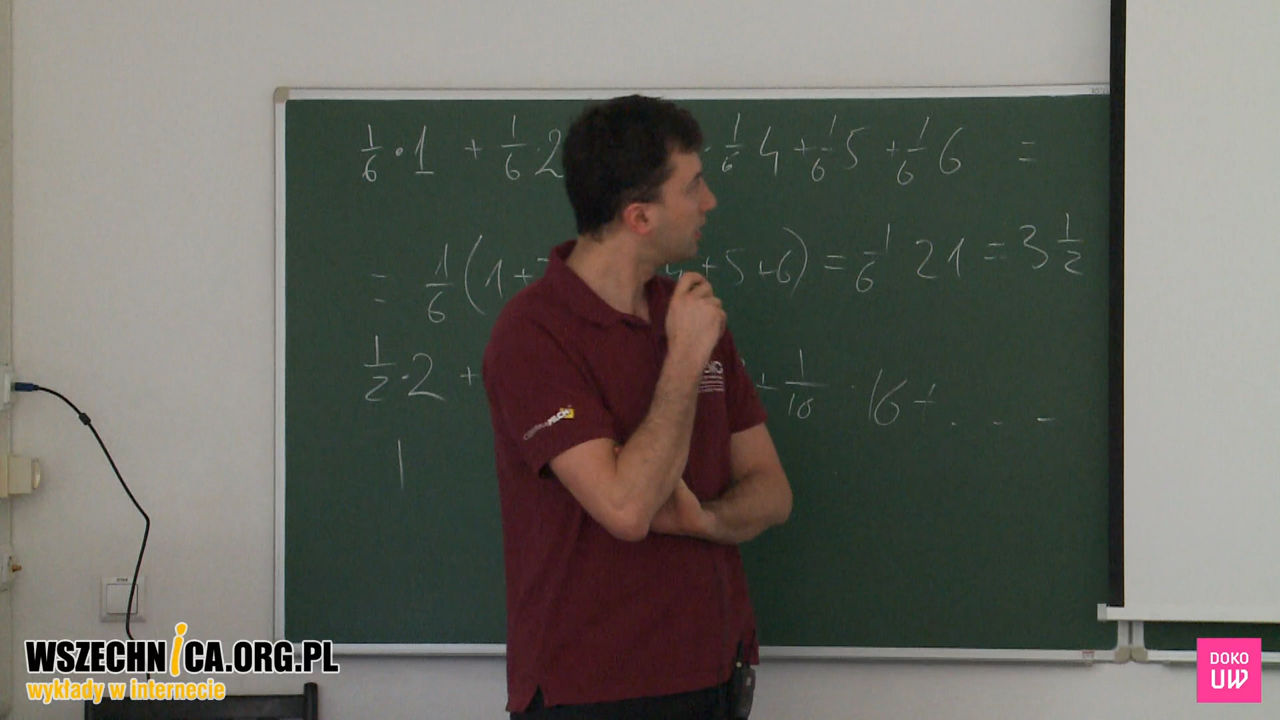 1/6 · 1 + 1/6 · 2 · 1/6 4 + 1/6 5 + 1/6 6 =
= 1/6 (1 + 4 + 5 + 6) = 1/6 21 = 3 1/2
1/2 · 2 + + 1/16 · 16 + . . . -
1
WSZECHNICA.ORG.PL
wykłady w internecie
DOKO
UW